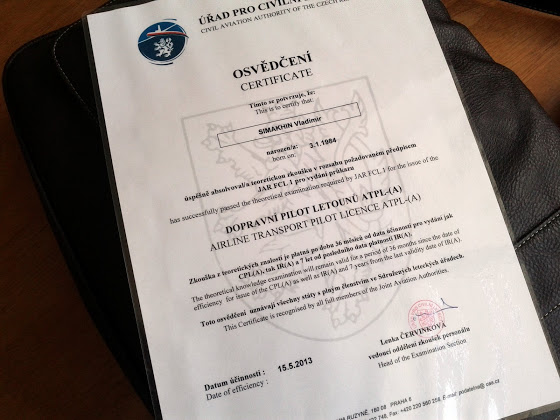 ÚŘAD PRO CIVILNÍ
CIVIL AVIATION AUTHORITY OF THE CZECH
OSVĚDČENÍ
CERTIFICATE
Tímto se potvrzuje, že:
This is to certify that:
SIMAKHIN Vladimir
narozen/a:
born on:
3.1.1984
úspěšně absolvoval/a teoretickou zkoušku v rozsahu požadovaném předpisem
JAR FCL 1 pro vydání průkazu
has successfully passed the theoretical examination required by JAR FCL 1 for the issue of the
DOPRAVNÍ PILOT LETOUNŮ ATPL-(A)
AIRLINE TRANSPORT PILOT LICENCE ATPL-(A)
Zkouška z teoretických znalostí je platná po dobu 36 měsíců od data účinnosti pro vydání jak
CPL(A), tak IR(A) a 7 let od posledního data platnosti IR(A).
The theoretical knowledge examination will remain valid for a period of 36 months since the date of
efficiency for issue of the CPL(A) as well as IR(A) and 7 years from the last validity date of IR(A).
Toto osvědčení uznávají všechny státy s plným členstvím ve Sdružených leteckých úřadech.
This Certificate is recognised by all full members of the Joint Aviation Authorities.
Lenka ČERVINKOVÁ
vedoucí oddělení zkoušek personálu
Head of the Examination Section
Datum účinnosti :
Date of efficiency :
15.5.2013
RUZYNĚ, 160 08 PRAHA 6